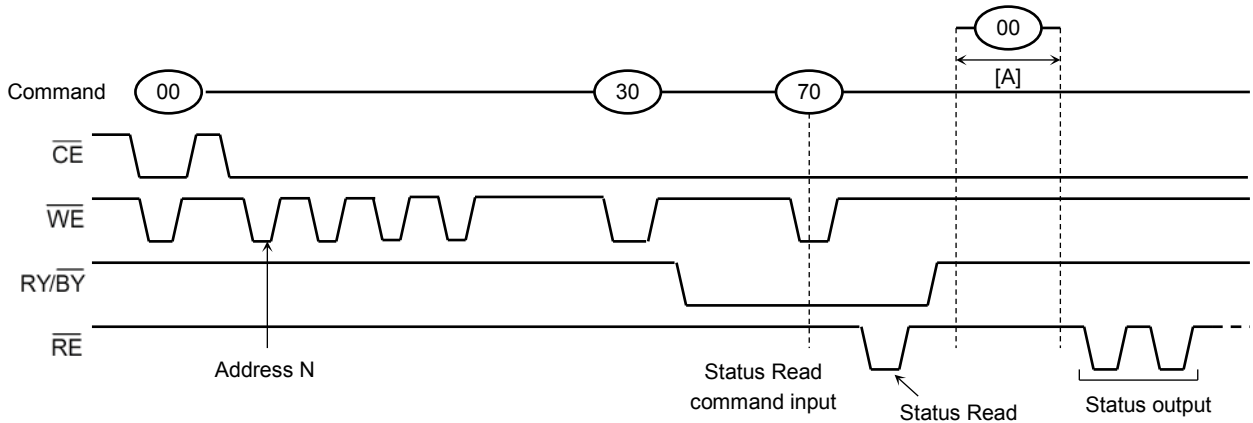 00
[A]
Command 00 30 70
CE
WE
RY/BY
RE
Address N
Status Read
command input
Status Read
Status output